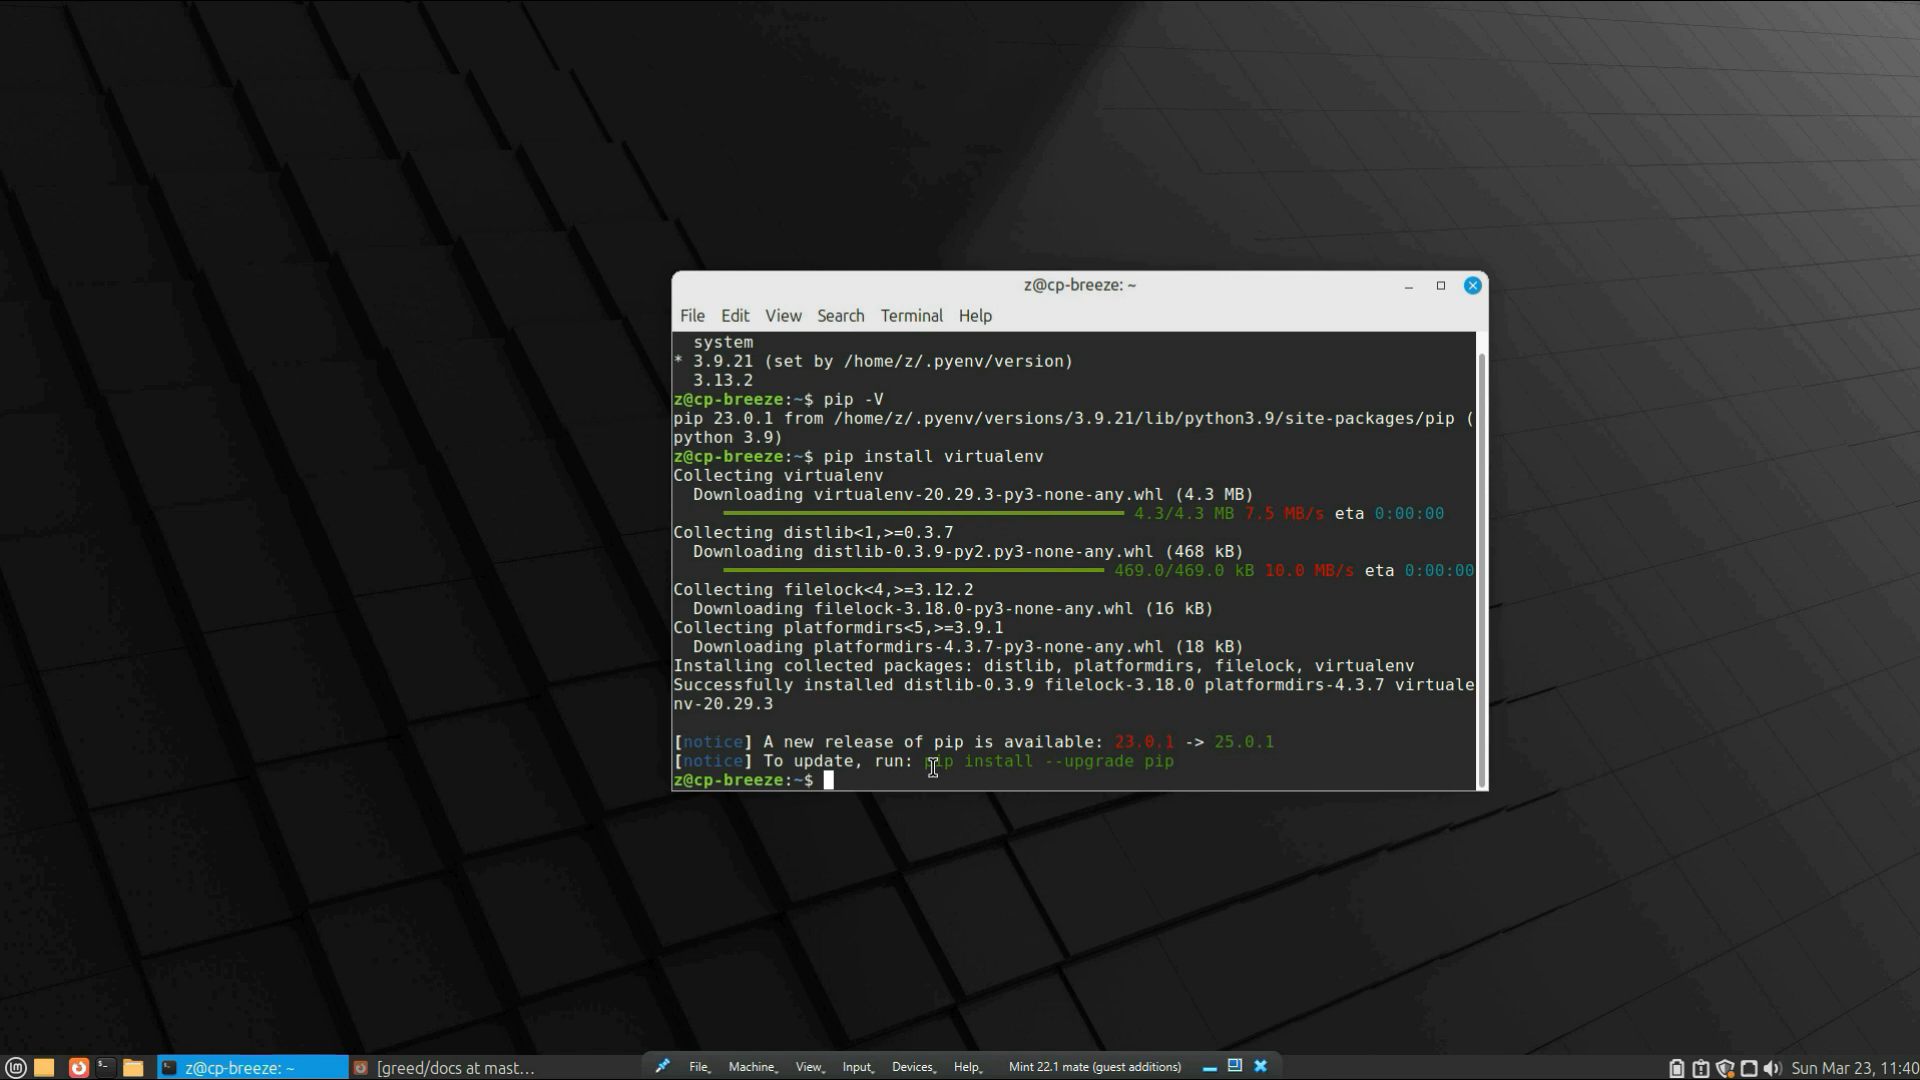 z@cp-breeze: ~
File Edit View Search Terminal Help
system
* 3.9.21 (set by /home/z/.pyenv/version)
3.13.2
z@cp-breeze:~$ pip -V
pip 23.0.1 from /home/z/.pyenv/versions/3.9.21/lib/python3.9/site-packages/pip (
python 3.9)
z@cp-breeze:~$ pip install virtualenv
Collecting virtualenv
Downloading virtualenv-20.29.3-py3-none-any.whl (4.3 MB)
4.3/4.3 MB 7.5 MB/s eta 0:00:00
Collecting distlib<1,>=0.3.7
Downloading distlib-0.3.9-py2.py3-none-any.whl (468 kB)
469.0/469.0 kB 10.0 MB/s eta 0:00:00
Collecting filelock<4,>=3.12.2
Downloading filelock-3.18.0-py3-none-any.whl (16 kB)
Collecting platformdirs<5,>=3.9.1
Downloading platformdirs-4.3.7-py3-none-any.whl (18 kB)
Installing collected packages: distlib, platformdirs, filelock, virtualenv
Successfully installed distlib-0.3.9 filelock-3.18.0 platformdirs-4.3.7 virtuale
nv-20.29.3
[notice] A new release of pip is available: 23.0.1 -> 25.0.1
[notice] To update, run: pip install --upgrade pip
z@cp-breeze:~$
z@cp-breeze: ~ [greed/docs at mast... File Machine View Input Devices Help Mint 22.1 mate (guest additions) Sun Mar 23, 11:40